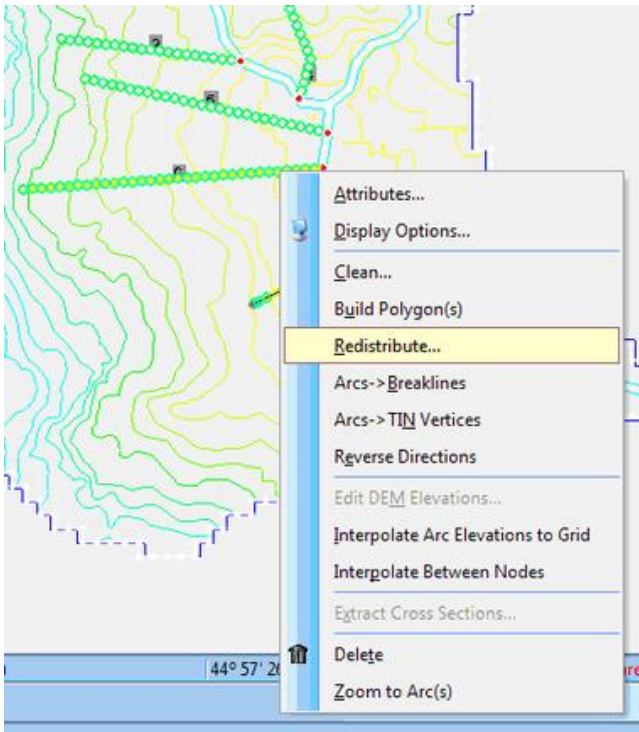 Attributes...
Display Options...
Clean...
Build Polygon(s)
Redistribute...
Arcs->Breaklines
Arcs->TIN Vertices
Reverse Directions
Edit DEM Elevations...
Interpolate Arc Elevations to Grid
Interpolate Between Nodes
Extract Cross Sections...
44° 57' 2
Delete
Zoom to Arc(s)